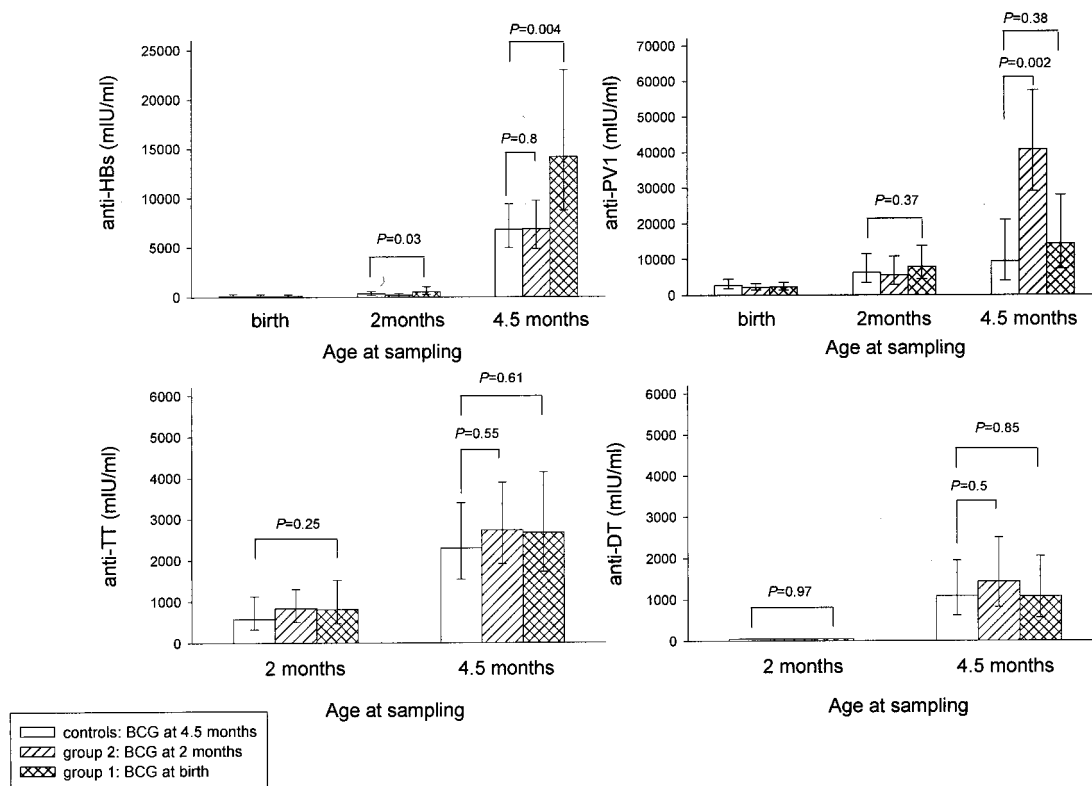 P=0.004
25000
20000
15000
10000
5000
0
anti-HBs (mIU/ml)
P=0.8
P=0.03
birth
2months
4.5 months
Age at sampling
P=0.38
70000
60000
50000
40000
30000
20000
10000
0
anti-PV1 (mIU/ml)
P=0.002
P=0.37
birth
2months
4.5 months
Age at sampling
P=0.61
6000
5000
4000
3000
2000
1000
0
anti-TT (mIU/ml)
P=0.55
P=0.25
2 months
4.5 months
Age at sampling
6000
5000
4000
3000
2000
1000
0
anti-DT (mIU/ml)
P=0.85
P=0.5
P=0.97
2 months
4.5 months
Age at sampling
controls: BCG at 4.5 months
group 2: BCG at 2 months
group 1: BCG at birth